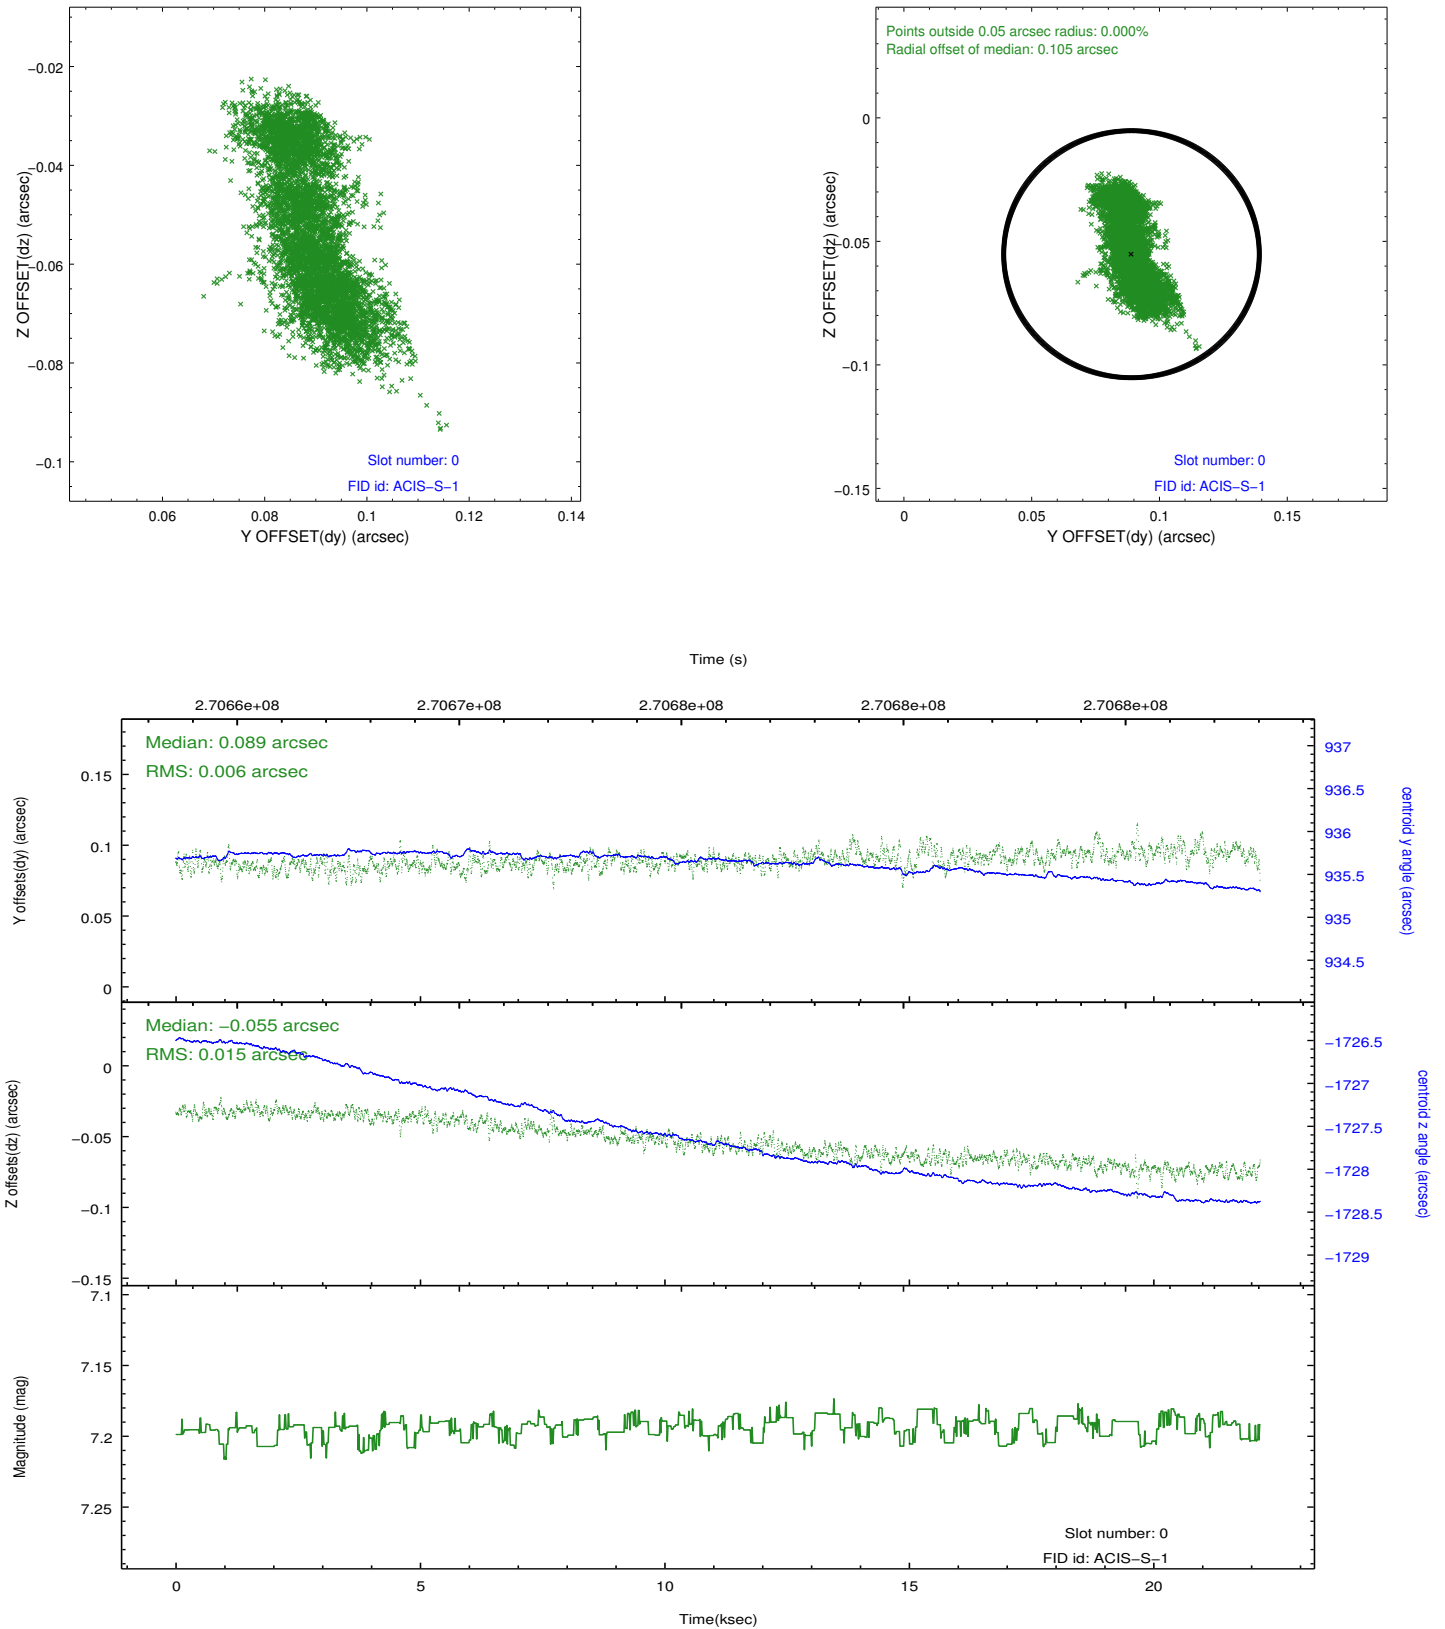 −0.02
−0.04
−0.06
−0.08
−0.1
Z OFFSET(dz) (arcsec)
Slot number: 0
FID id: ACIS−S−1
0.06
0.08
0.1
0.12
0.14
Y OFFSET(dy) (arcsec)
Points outside 0.05 arcsec radius: 0.000%
Radial offset of median: 0.105 arcsec
0
−0.05
−0.1
−0.15
Z OFFSET(dz) (arcsec)
Slot number: 0
FID id: ACIS−S−1
0
0.05
0.1
0.15
Y OFFSET(dy) (arcsec)
Time (s)
2.7066e+08
2.7067e+08
2.7068e+08
2.7068e+08
2.7068e+08
Median: 0.089 arcsec
RMS: 0.006 arcsec
0.15
0.1
0.05
0
Y offsets(dy) (arcsec)
937
936.5
936
935.5
935
934.5
centroid y angle (arcsec)
Median: −0.055 arcsec
RMS: 0.015 arcsec
0
−0.05
−0.1
−0.15
Z offsets(dz) (arcsec)
−1726.5
−1727
−1727.5
−1728
−1728.5
−1729
centroid z angle (arcsec)
7.1
7.15
7.2
7.25
Magnitude (mag)
Slot number: 0
FID id: ACIS−S−1
0
5
10
15
20
Time(ksec)